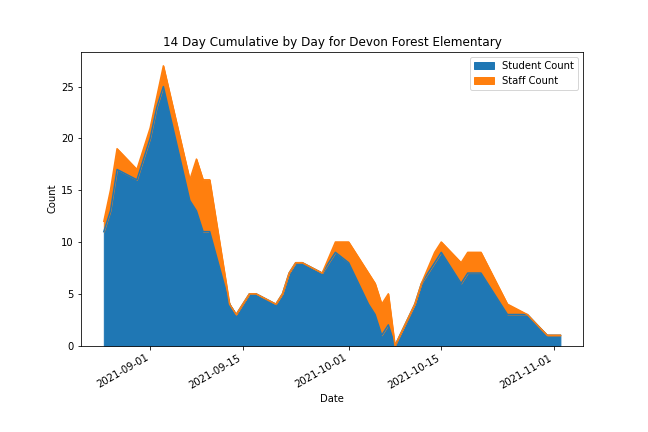 14 Day Cumulative by Day for Devon Forest Elementary
Student Count
Staff Count
Count
25
20
15
10
5
0
2021-09-01
2021-09-15
2021-10-01
2021-10-15
2021-11-01
Date